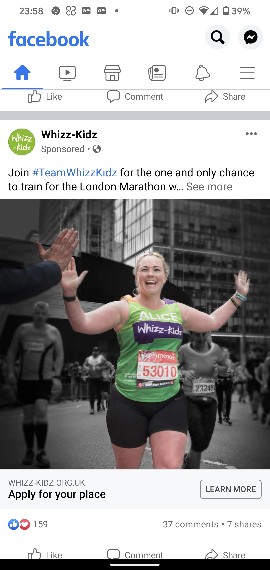 23:58
39%
facebook
Like Comment Share
Whizz-Kidz
Whizz-Kidz
Sponsored ·
Join #TeamWhizzKidz for the one and only chance
to train for the London Marathon w... See more
ALICE
Whizz-Kidz
53010
WHIZZ-KIDZ.ORG.UK
Apply for your place
LEARN MORE
159
37 comments • 7 shares
Like Comment Share